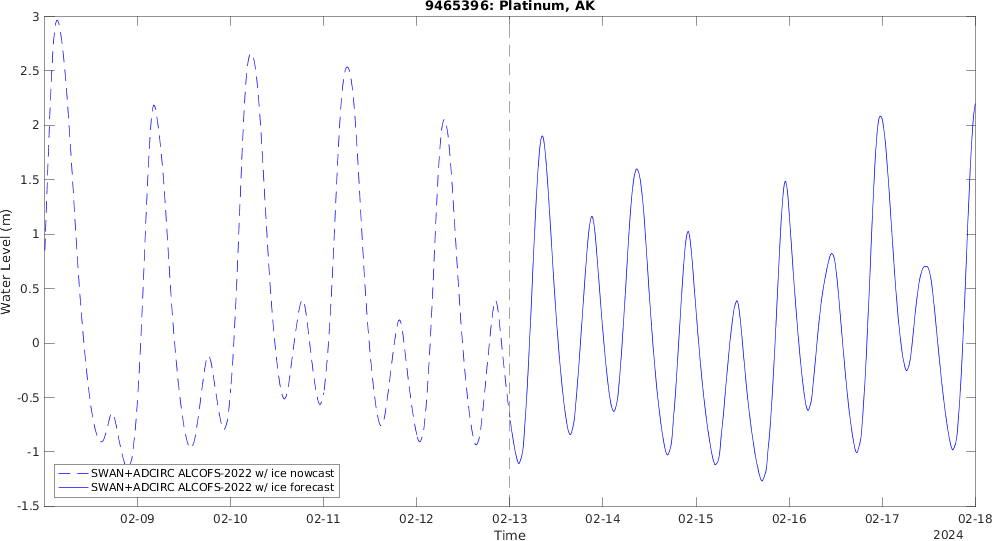 9465396: Platinum, AK
3
2.5
2
1.5
1
0.5
0
-0.5
-1
-1.5
Water Level (m)
SWAN+ADCIRC ALCOFS-2022 w/ ice nowcast
SWAN+ADCIRC ALCOFS-2022 w/ ice forecast
02-09 02-10 02-11 02-12 02-13 02-14 02-15 02-16 02-17 02-18
Time
2024